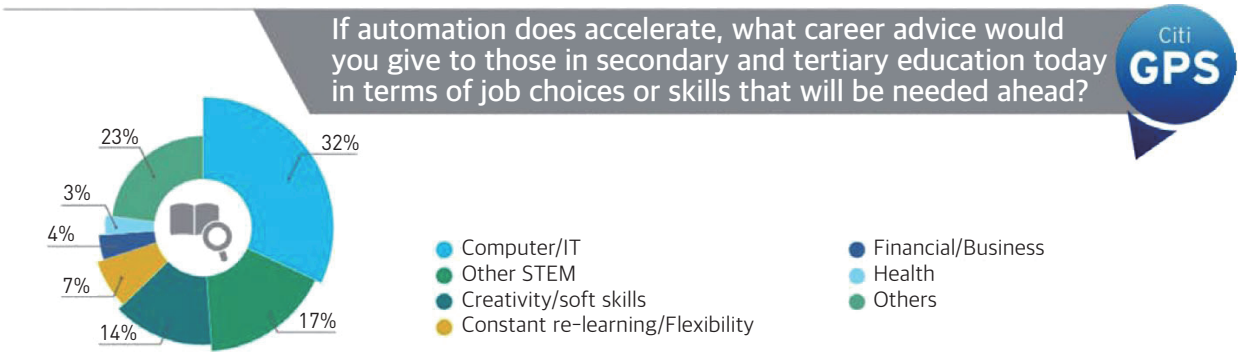 If automation does accelerate, what career advice would
you give to those in secondary and tertiary education today
in terms of job choices or skills that will be needed ahead?
Citi
GPS
23%
32%
3%
4%
7%
14%
17%
Computer/IT
Other STEM
Creativity/soft skills
Constant re-learning/Flexibility
Financial/Business
Health
Others